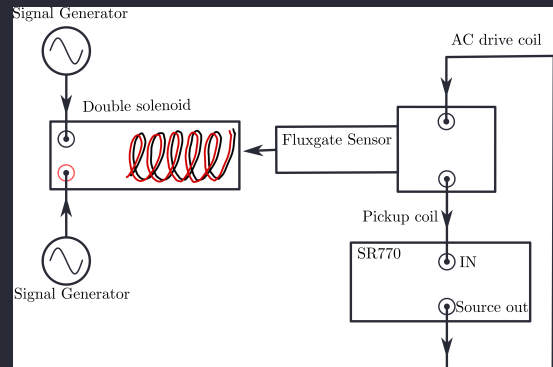 Signal Generator
AC drive coil
Double solenoid
Fluxgate Sensor
Pickup coil
SR770
IN
Signal Generator
Source out